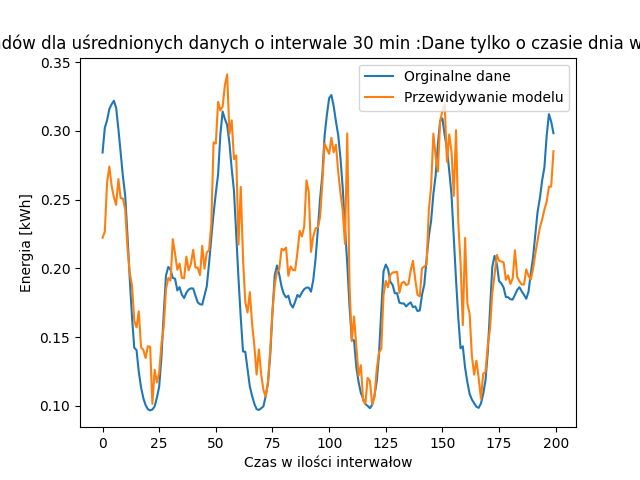 dów dla uśrednionych danych o interwale 30 min :Dane tylko o czasie dnia w
Orginalne dane
Przewidywanie modelu
Energia [kWh]
0.35
0.30
0.25
0.20
0.15
0.10
0 25 50 75 100 125 150 175 200
Czas w ilości interwałow